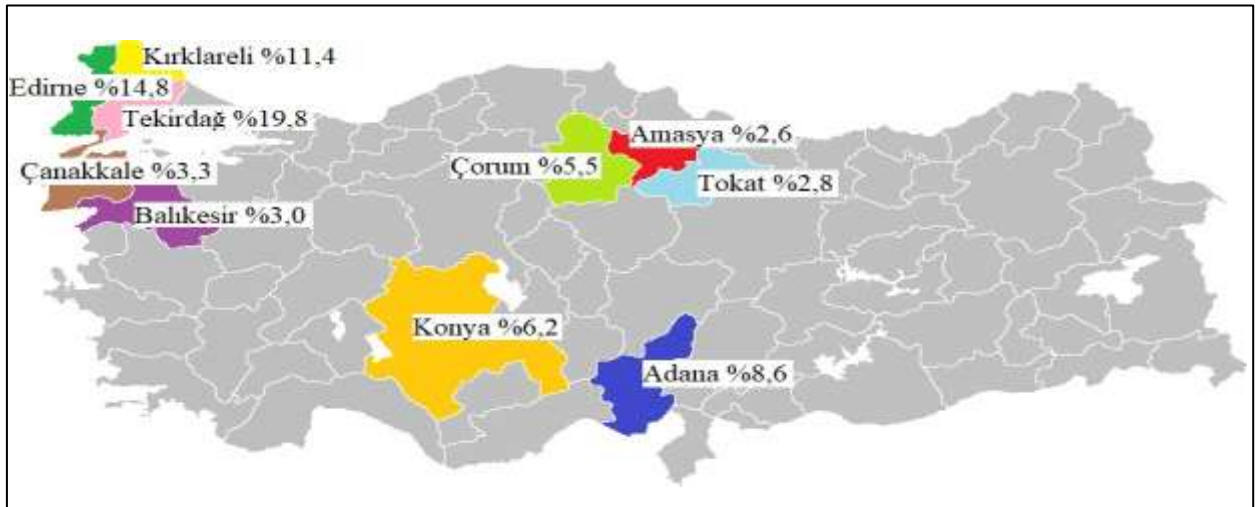 Kırklareli %11,4
Edirne %14,8
Tekirdağ %19,8
Çanakkale %3,3
Balıkesir %3,0
Amasya %2,6
Çorum %5,5
Tokat %2,8
Konya %6,2
Adana %8,6